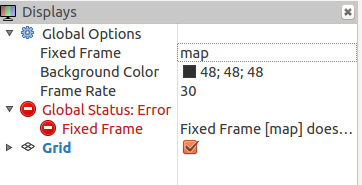 Displays
Global Options
Fixed Frame map
Background Color 48; 48; 48
Frame Rate 30
Global Status: Error
Fixed Frame Fixed Frame [map] does...
Grid